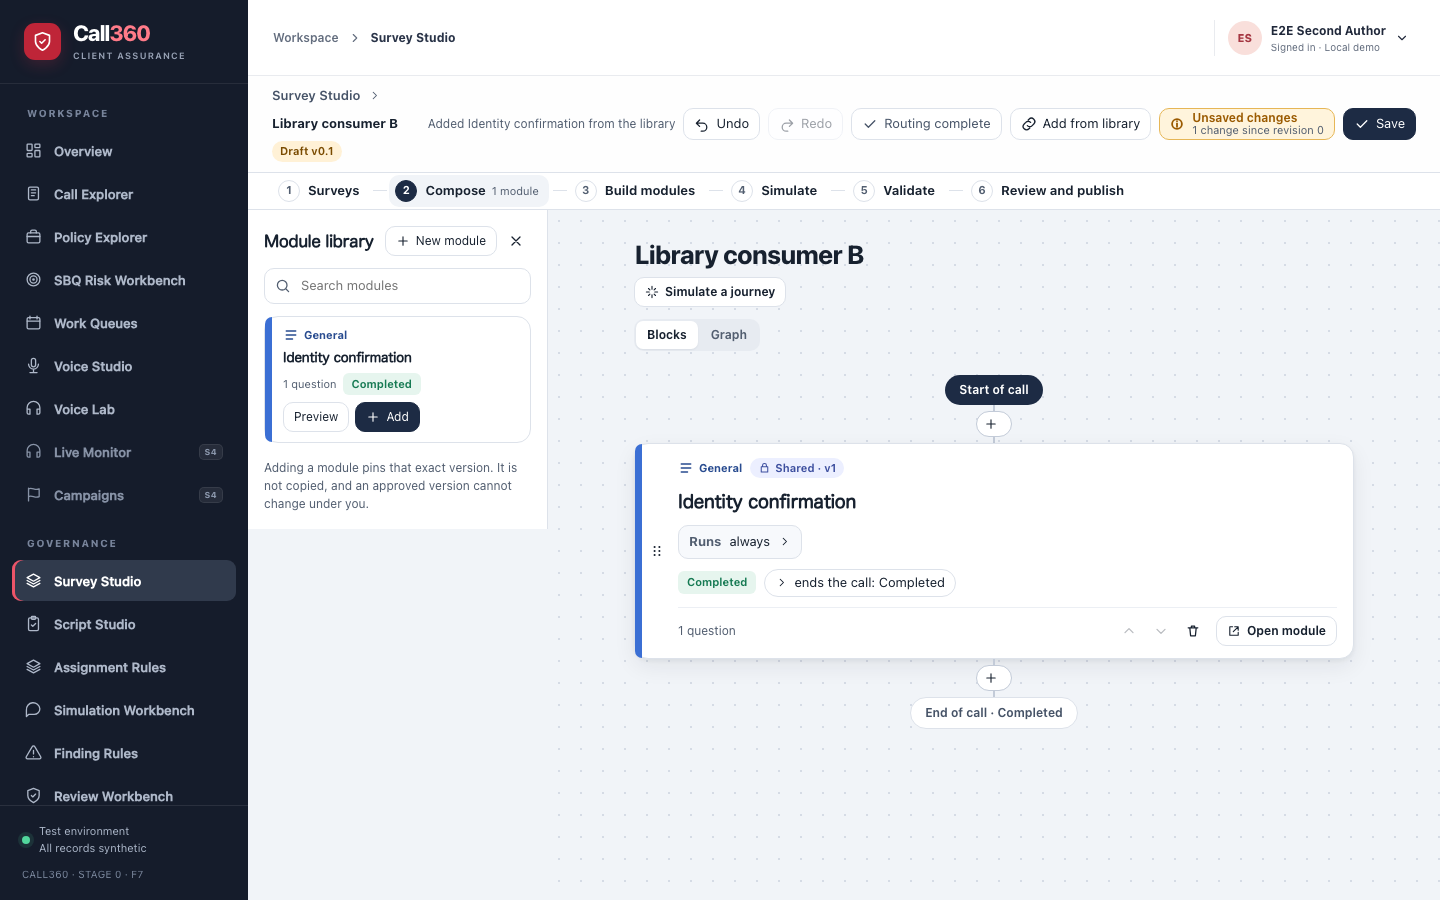 Call360
CLIENT ASSURANCE
WORKSPACE
Overview
Call Explorer
Policy Explorer
SBQ Risk Workbench
Work Queues
Voice Studio
Voice Lab
Live Monitor S4
Campaigns S4
GOVERNANCE
Survey Studio
Script Studio
Assignment Rules
Simulation Workbench
Finding Rules
Review Workbench
Test environment
All records synthetic
CALL360 · STAGE 0 · F7
Workspace > Survey Studio
ES
E2E Second Author
Signed in · Local demo
Survey Studio >
Library consumer B
Draft v0.1
Added Identity confirmation from the library
Undo
Redo
Routing complete
Add from library
Unsaved changes
1 change since revision 0
Save
1 Surveys
2 Compose 1 module
3 Build modules
4 Simulate
5 Validate
6 Review and publish
Module library
+ New module
Search modules
General
Identity confirmation
1 question Completed
Preview
+ Add
Adding a module pins that exact version. It is
not copied, and an approved version cannot
change under you.
Library consumer B
Simulate a journey
Blocks Graph
Start of call
+
General Shared · v1
Identity confirmation
Runs always >
Completed > ends the call: Completed
1 question
Open module
+
End of call · Completed